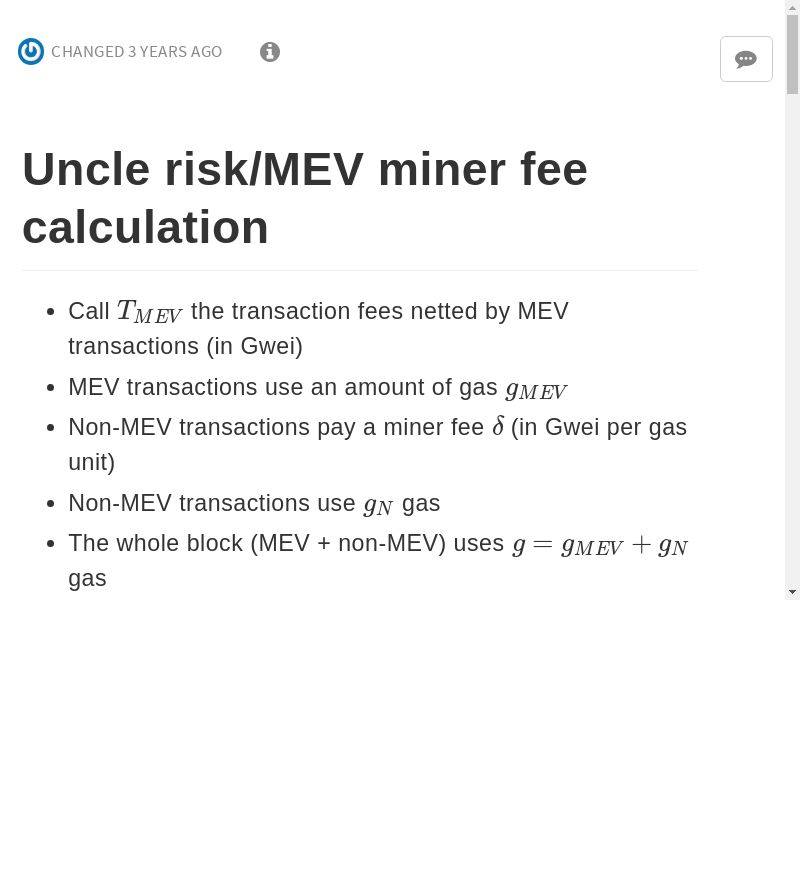 CHANGED 3 YEARS AGO
Uncle risk/MEV miner fee
calculation
• Call T_{MEV} the transaction fees netted by MEV
transactions (in Gwei)
• MEV transactions use an amount of gas g_{MEV}
• Non-MEV transactions pay a miner fee δ (in Gwei per gas
unit)
• Non-MEV transactions use g_N gas
• The whole block (MEV + non-MEV) uses g = g_{MEV} + g_N
gas